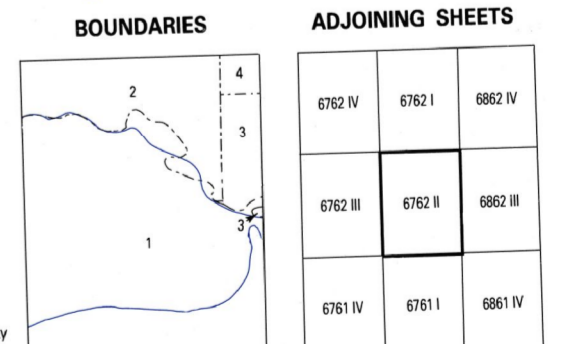 BOUNDARIES
4
2
3
3
1
y
ADJOINING SHEETS
6762 IV 6762 I 6862 IV
6762 III 6762 II 6862 III
6761 IV 6761 I 6861 IV